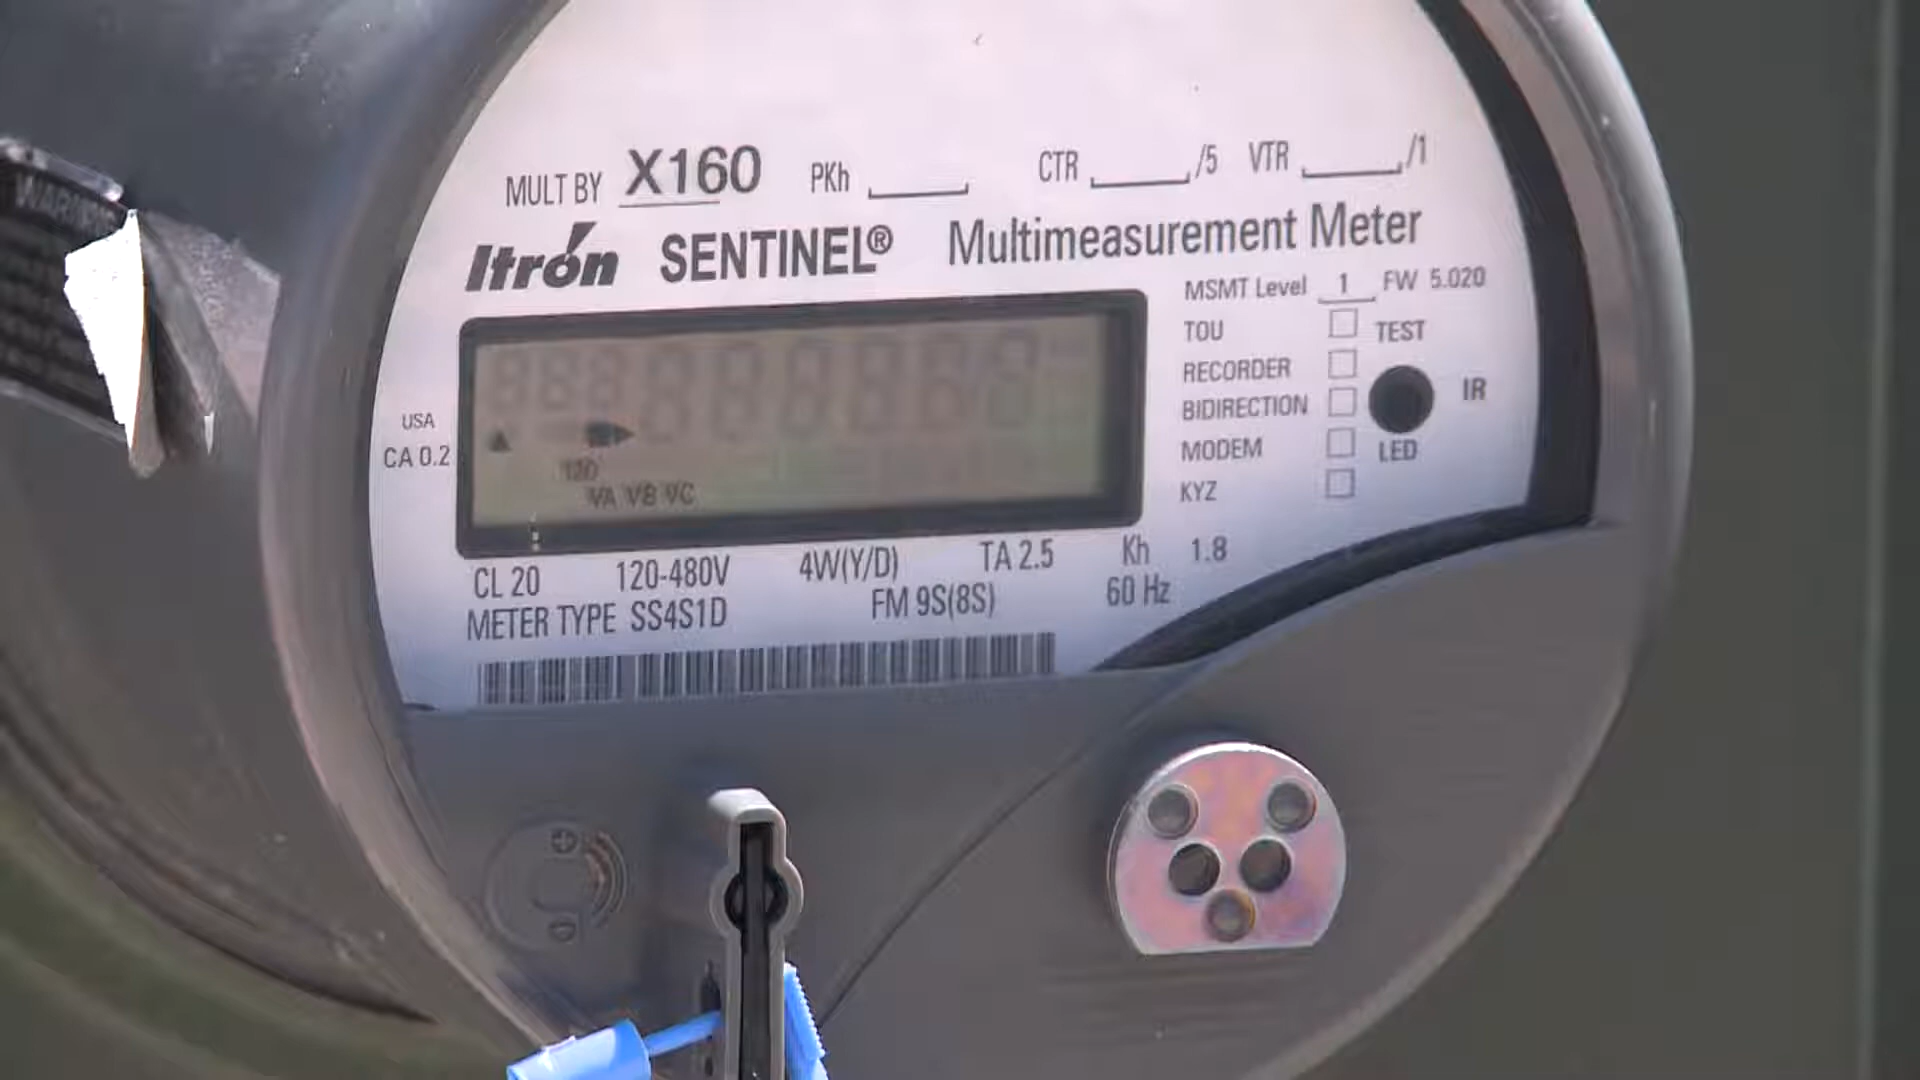 WARNING
MULT BY X160 PKh CTR /5 VTR /1
Itron SENTINEL® Multimeasurement Meter
MSMT Level 1 FW 5.020
TOU TEST
RECORDER
IR
BIDIRECTION
MODEM LED
KYZ
USA
CA 0.2
120
VA VB VC
CL 20 120-480V 4W(Y/D) TA 2.5 Kh 1.8
METER TYPE SS4S1D FM 9S(8S) 60 Hz